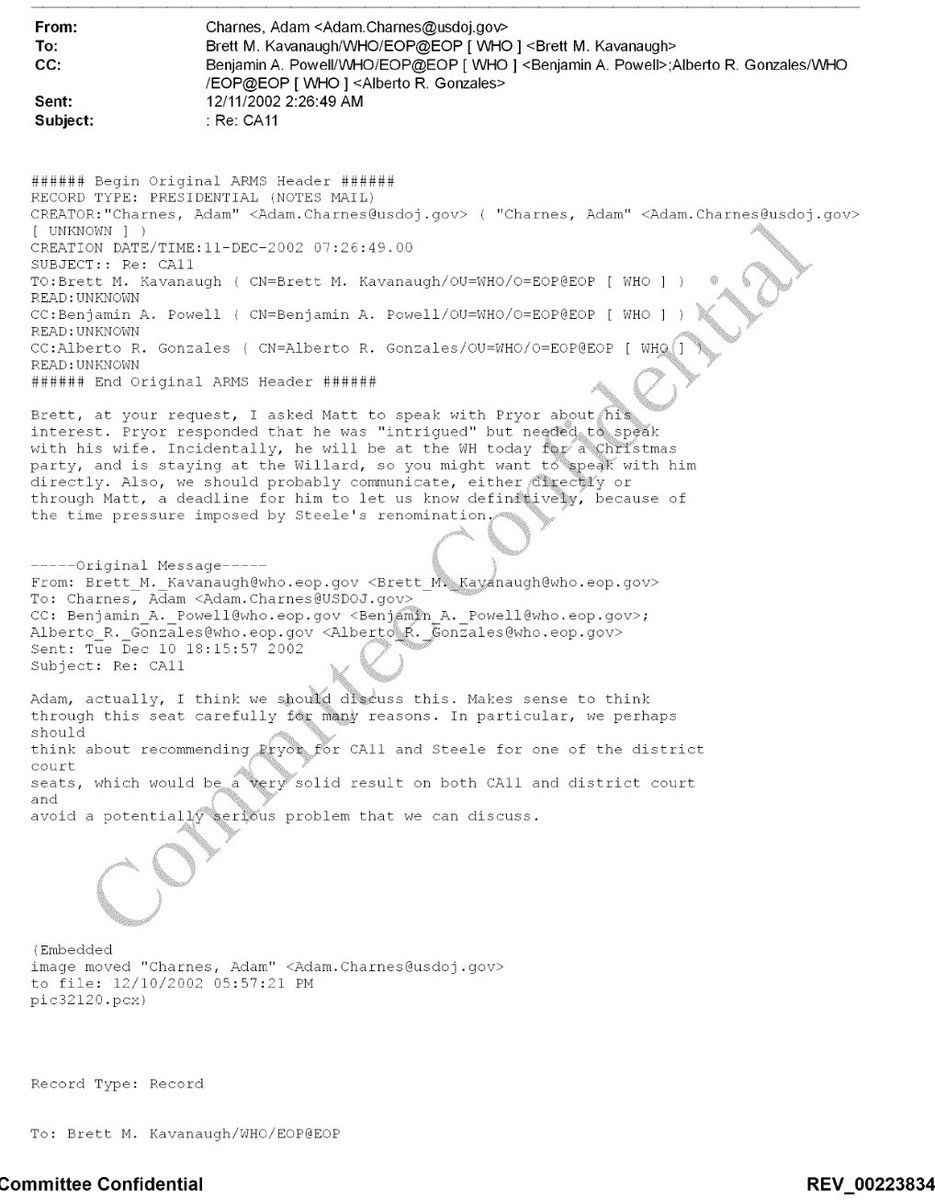 From: Charnes, Adam <Adam.Charnes@usdoj.gov>
To: Brett M. Kavanaugh/WHO/EOP@EOP [ WHO ] <Brett M. Kavanaugh>
CC: Benjamin A. Powell/WHO/EOP@EOP [ WHO ] <Benjamin A. Powell>;Alberto R. Gonzales/WHO
/EOP@EOP [ WHO ] <Alberto R. Gonzales>
Sent: 12/11/2002 2:26:49 AM
Subject: : Re: CA11
###### Begin Original ARMS Header ######
RECORD TYPE: PRESIDENTIAL (NOTES MAIL)
CREATOR:"Charnes, Adam" <Adam.Charnes@usdoj.gov> ( "Charnes, Adam" <Adam.Charnes@usdoj.gov>
[ UNKNOWN ] )
CREATION DATE/TIME:11-DEC-2002 07:26:49.00
SUBJECT:: Re: CA11
TO:Brett M. Kavanaugh ( CN=Brett M. Kavanaugh/OU=WHO/O=EOP@EOP [ WHO ] )
READ:UNKNOWN
CC:Benjamin A. Powell ( CN=Benjamin A. Powell/OU=WHO/O=EOP@EOP [ WHO ] )
READ:UNKNOWN
CC:Alberto R. Gonzales ( CN=Alberto R. Gonzales/OU=WHO/O=EOP@EOP [ WHO ] )
READ:UNKNOWN
###### End Original ARMS Header ######
Brett, at your request, I asked Matt to speak with Pryor about his
interest. Pryor responded that he was "intrigued" but needed to speak
with his wife. Incidentally, he will be at the WH today for a Christmas
party, and is staying at the Willard, so you might want to speak with him
directly. Also, we should probably communicate, either directly or
through Matt, a deadline for him to let us know definitively, because of
the time pressure imposed by Steele's renomination.
-----Original Message-----
From: Brett_M._Kavanaugh@who.eop.gov <Brett_M._Kavanaugh@who.eop.gov>
To: Charnes, Adam <Adam.Charnes@USDOJ.gov>
CC: Benjamin_A._Powell@who.eop.gov <Benjamin_A._Powell@who.eop.gov>;
Alberto_R._Gonzales@who.eop.gov <Alberto_R._Gonzales@who.eop.gov>
Sent: Tue Dec 10 18:15:57 2002
Subject: Re: CA11
Adam, actually, I think we should discuss this. Makes sense to think
through this seat carefully for many reasons. In particular, we perhaps
should
think about recommending Pryor for CA11 and Steele for one of the district
court
seats, which would be a very solid result on both CA11 and district court
and
avoid a potentially serious problem that we can discuss.
(Embedded
image moved "Charnes, Adam" <Adam.Charnes@usdoj.gov>
to file: 12/10/2002 05:57:21 PM
pic32120.pcx)
Record Type: Record
To: Brett M. Kavanaugh/WHO/EOP@EOP
Committee Confidential
Committee Confidential REV_00223834